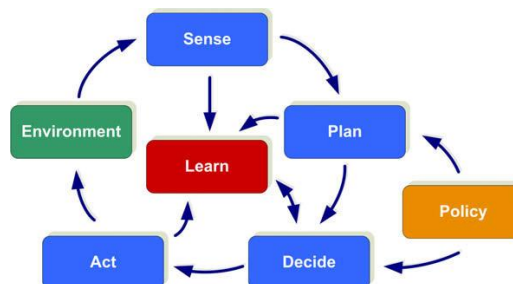 Sense
Environment
Plan
Learn
Policy
Act
Decide